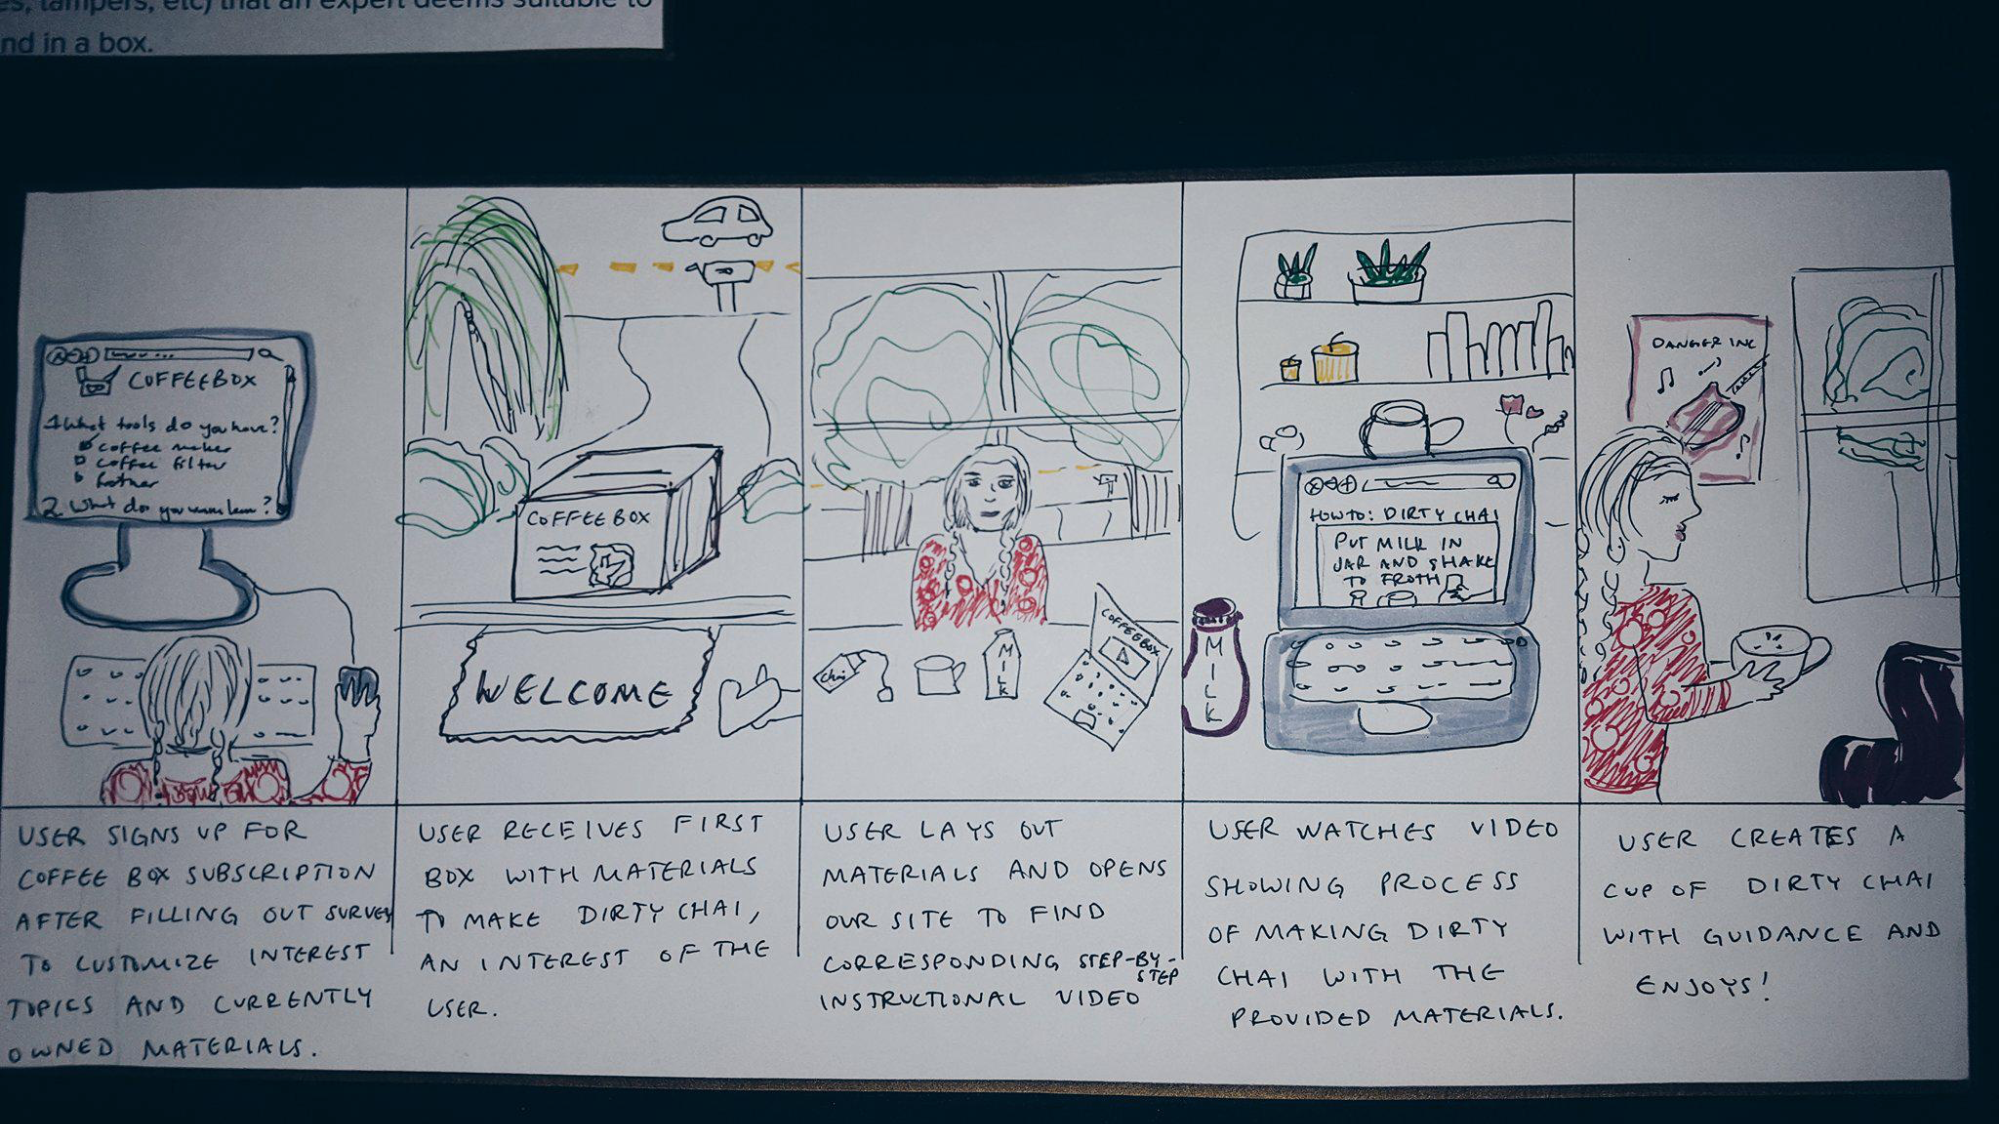 es, tampers, etc) that an expert deems suitable to
nd in a box.
COFFEEBOX
1 What tools do you have?
coffee maker
coffee filter
frother
2. What do you wanna learn?
USER SIGNS UP FOR
COFFEE BOX SUBSCRIPTION
AFTER FILLING OUT SURVEY
TO CUSTOMIZE INTEREST
TOPICS AND CURRENTLY
OWNED MATERIALS.
COFFEEBOX
WELCOME
USER RECEIVES FIRST
BOX WITH MATERIALS
TO MAKE DIRTY CHAI,
AN INTEREST OF THE
USER.
Chai
MILK
COFFEEBOX
USER LAYS OUT
MATERIALS AND OPENS
OUR SITE TO FIND
CORRESPONDING STEP-BY-STEP
INSTRUCTIONAL VIDEO
MILK
HOW TO: DIRTY CHAI
PUT MILK IN
JAR AND SHAKE
TO FROTH
USER WATCHES VIDEO
SHOWING PROCESS
OF MAKING DIRTY
CHAI WITH THE
PROVIDED MATERIALS.
DANGER INC
USER CREATES A
CUP OF DIRTY CHAI
WITH GUIDANCE AND
ENJOYS!